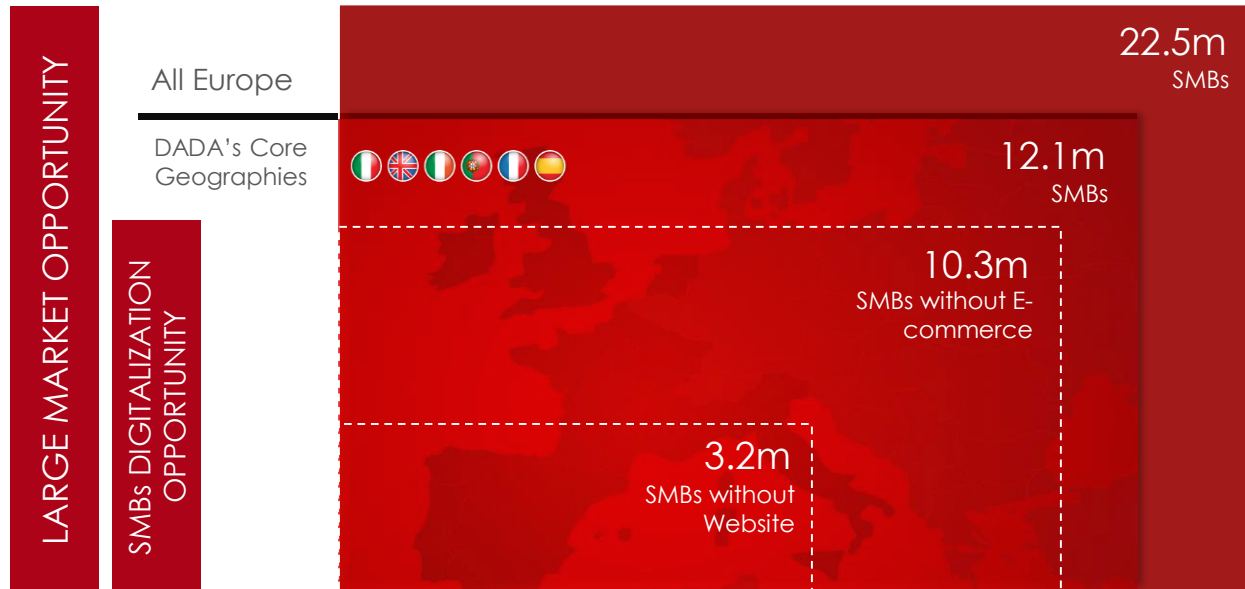 LARGE MARKET OPPORTUNITY
SMBs DIGITALIZATION
OPPORTUNITY
All Europe
22.5m
SMBs
DADA's Core
Geographies
12.1m
SMBs
10.3m
SMBs without E-
commerce
3.2m
SMBs without
Website